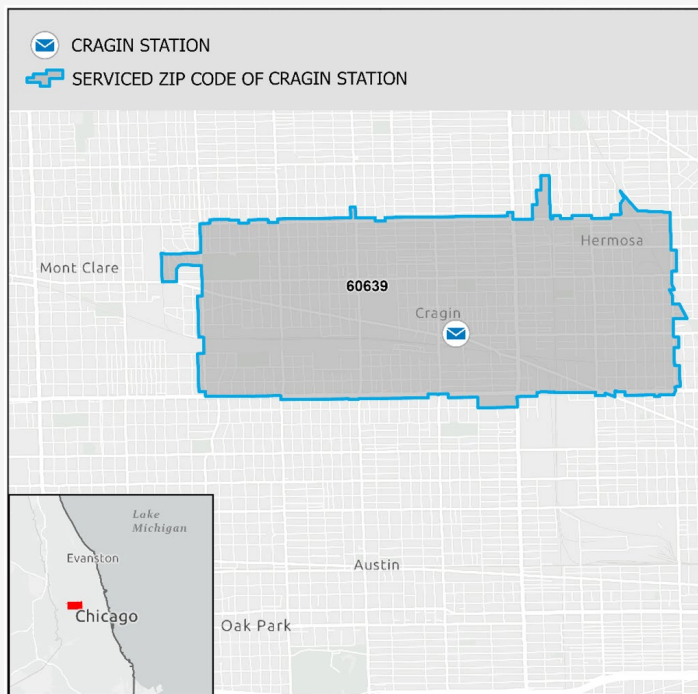 CRAGIN STATION
SERVICED ZIP CODE OF CRAGIN STATION
Hermosa
Mont Clare
60639
Cragin
Lake
Michigan
Evanston
Chicago
Austin
Oak Park